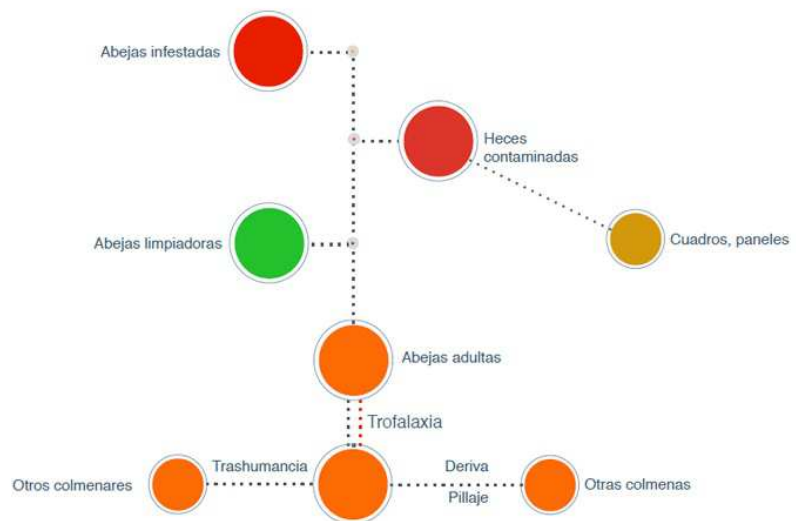 Abejas infestadas
Heces
contaminadas
Abejas limpiadoras
Cuadros, paneles
Abejas adultas
Trofalaxia
Trashumancia
Deriva
Otros colmenares
Pillaje
Otras colmenas